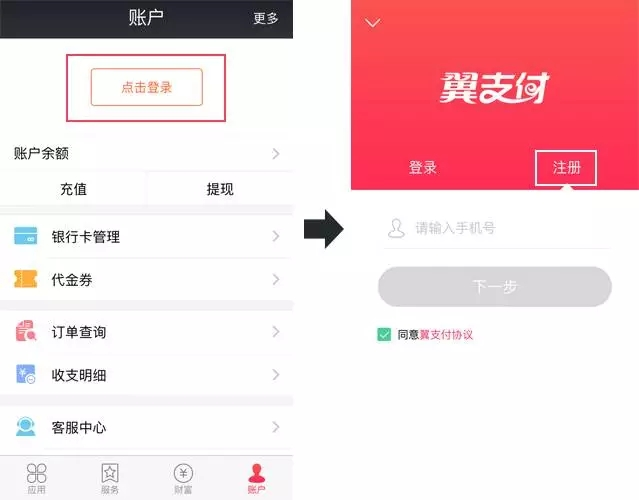 账户
更多
点击登录
账户余额
充值
提现
银行卡管理
代金券
订单查询
收支明细
客服中心
应用
服务
财富
账户
翼支付
登录
注册
请输入手机号
下一步
同意翼支付协议